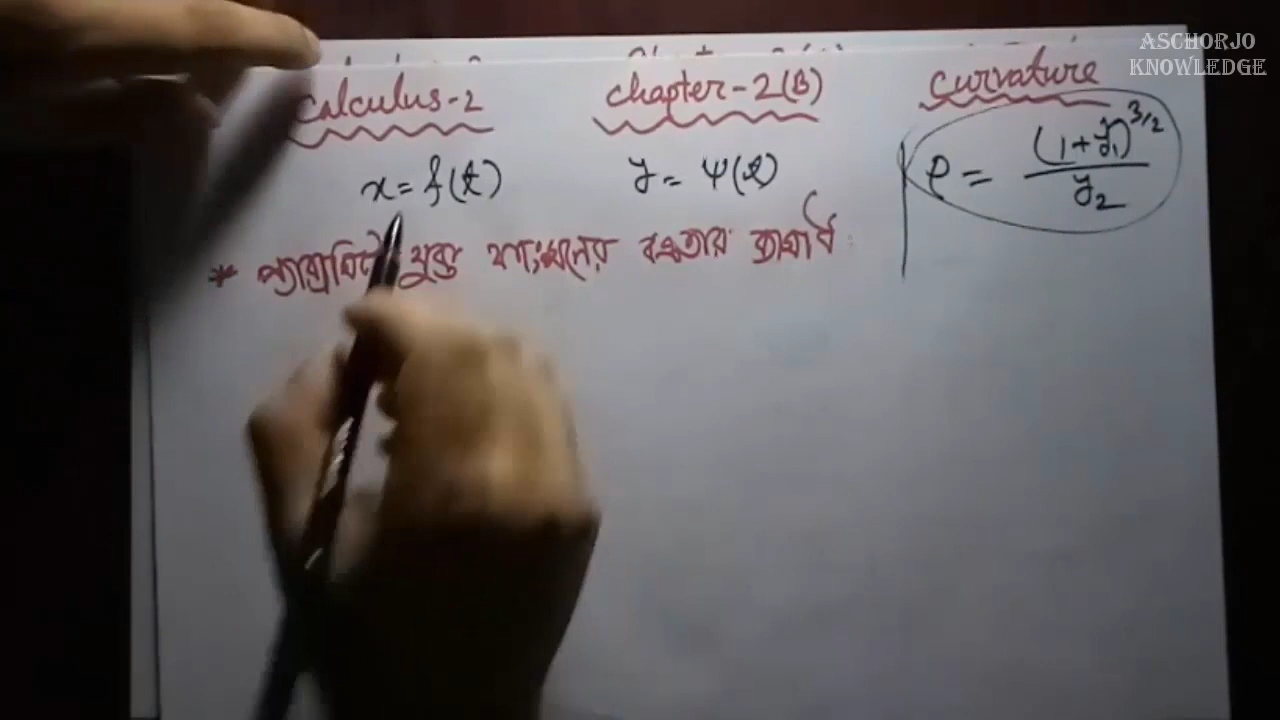 ASCHORJO
KNOWLEDGE
Calculus-2 Chapter-2(B) Curvature
x = f(t) y = ψ(t) ρ = (1+y₁²)^3/2 / y₂
* যুক্ত ফাংশনের বক্রতার ব্যাসার্ধ